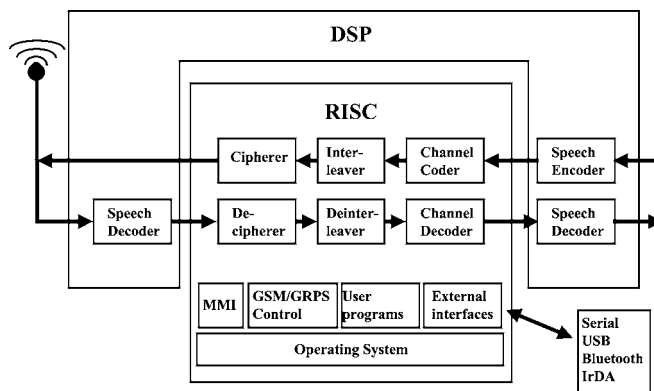 DSP
RISC
Cipherer
Inter-
leaver
Channel
Coder
Speech
Encoder
Speech
Decoder
De-
cipherer
Deinter-
leaver
Channel
Decoder
Speech
Decoder
MMI
GSM/GRPS
Control
User
programs
External
interfaces
Operating System
Serial
USB
Bluetooth
IrDA